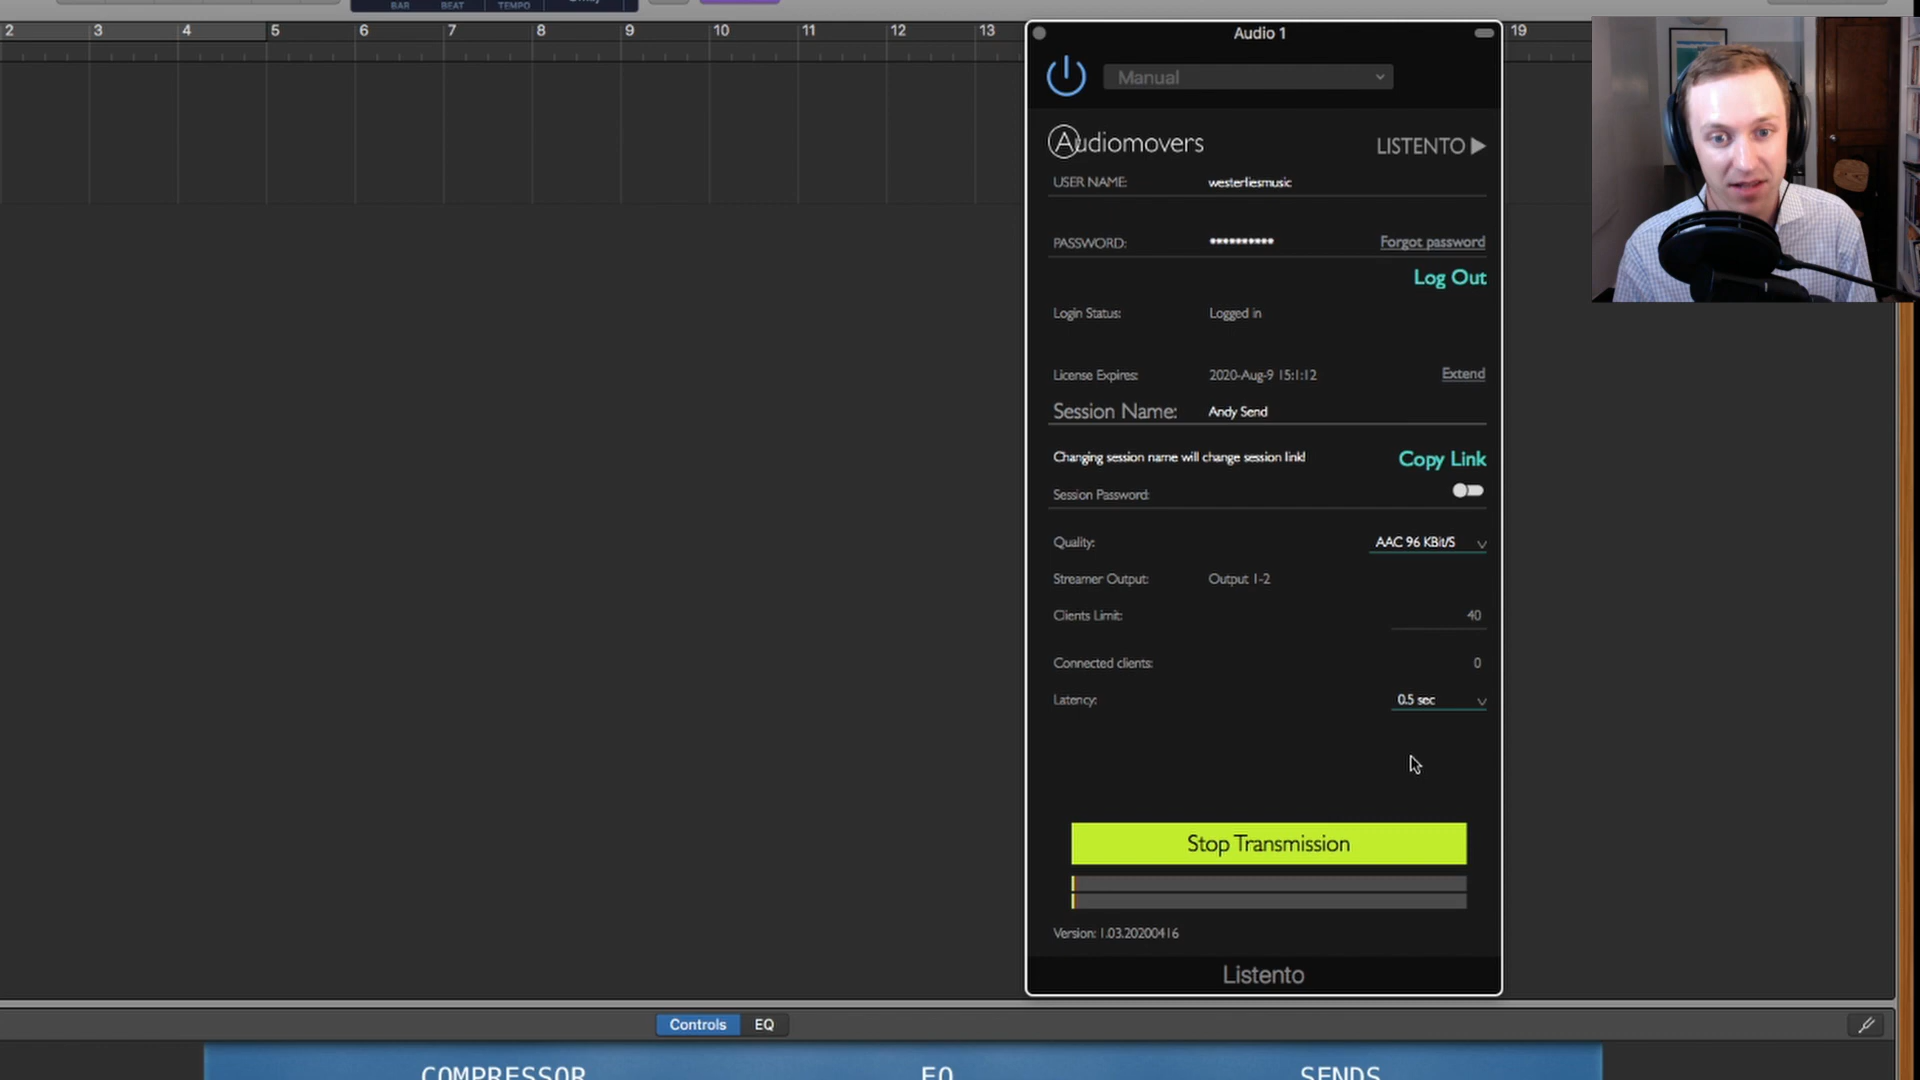 BAR BEAT TEMPO
2 3 4 5 6 7 8 9 10 11 12 13 19
Audio 1
Manual
Audiomovers LISTENTO
USER NAME: westerliesmusic
PASSWORD: •••••••••• Forgot password
Log Out
Login Status: Logged in
License Expires: 2020-Aug-9 15:1:12 Extend
Session Name: Andy Send
Changing session name will change session link! Copy Link
Session Password:
Quality: AAC 96 KBit/S
Streamer Output: Output 1-2
Clients Limit: 40
Connected clients: 0
Latency: 0.5 sec
Stop Transmission
Version: 1.03.20200416
Listento
Controls EQ
COMPRESSOR EQ SENDS